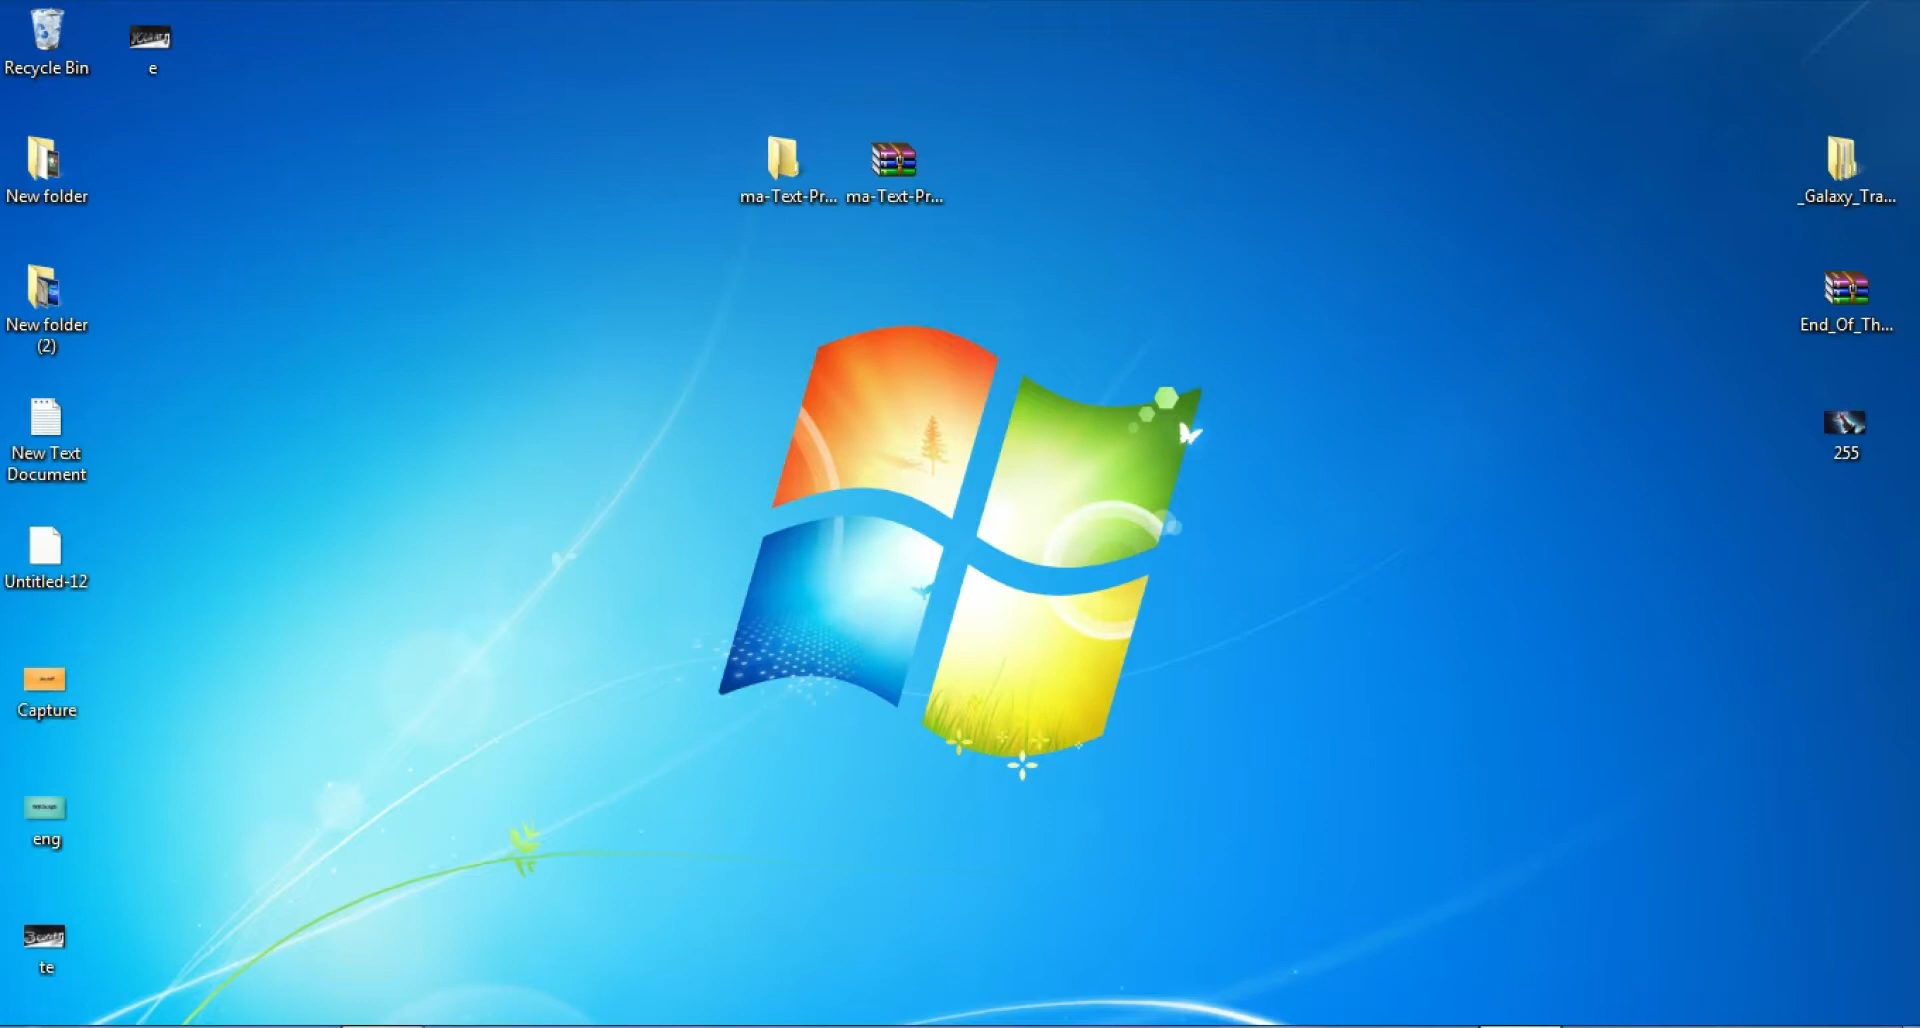 Recycle Bin
e
New folder
ma-Text-Pr...
ma-Text-Pr...
_Galaxy_Tra...
New folder
(2)
End_Of_Th...
New Text
Document
255
Untitled-12
Capture
eng
te